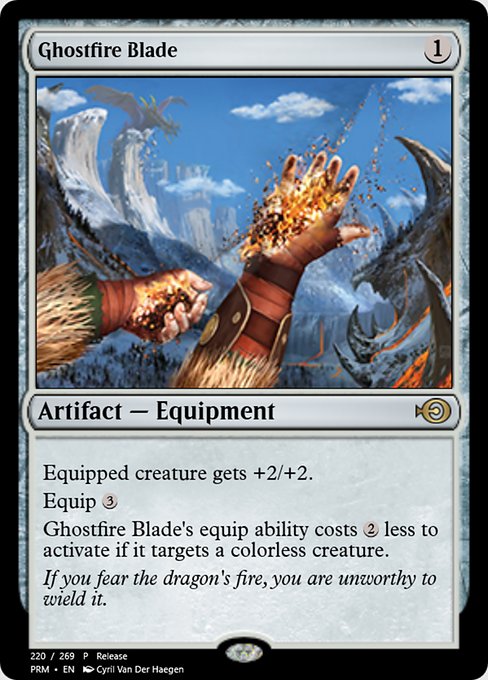 Ghostfire Blade 1
Artifact — Equipment
Equipped creature gets +2/+2.
Equip 3
Ghostfire Blade's equip ability costs 2 less to
activate if it targets a colorless creature.
If you fear the dragon's fire, you are unworthy to
wield it.
220 / 269 P Release
PRM • EN Cyril Van Der Haegen